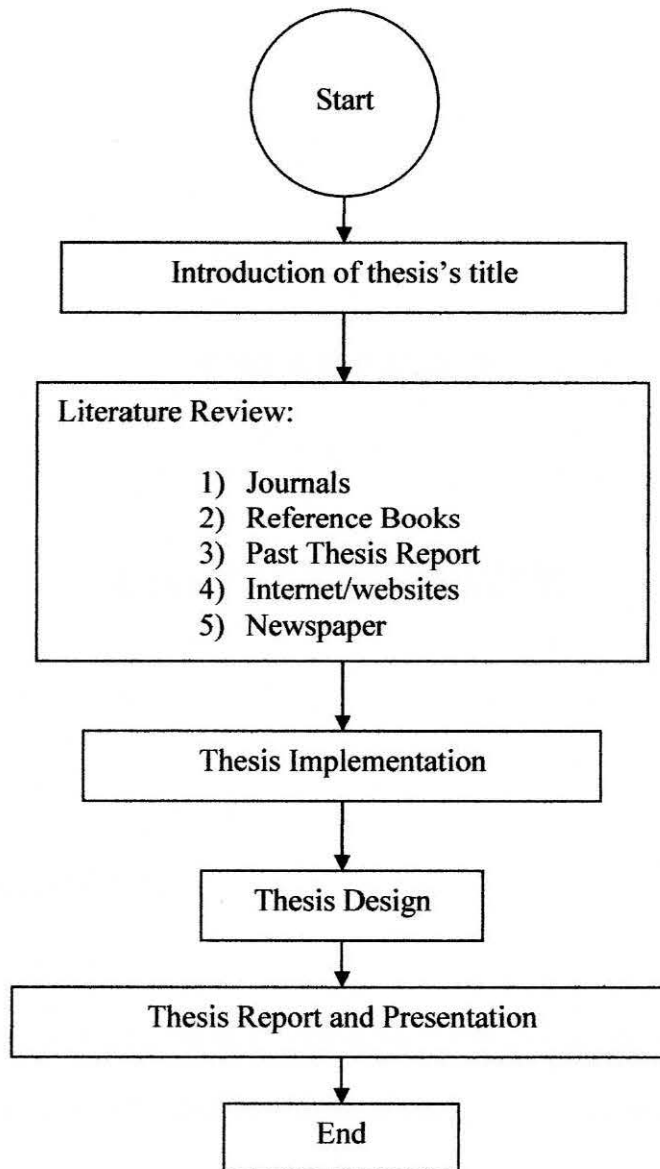 Start
Introduction of thesis's title
Literature Review:
1) Journals
2) Reference Books
3) Past Thesis Report
4) Internet/websites
5) Newspaper
Thesis Implementation
Thesis Design
Thesis Report and Presentation
End